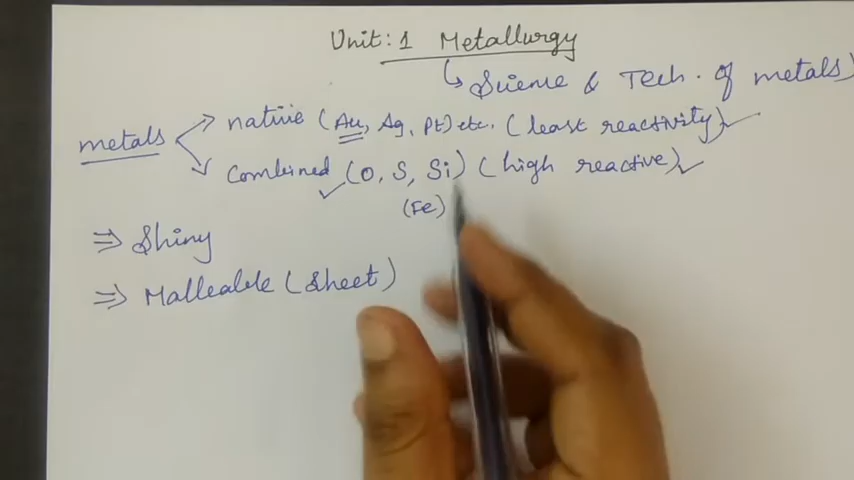 Unit: 1 Metallurgy
↳ Science & Tech. of metals
metals → native (Au, Ag, Pt) etc. (least reactivity) ✓
→ Combined (O, S, Si) (high reactive) ✓
✓ (Fe)
⇒ Shiny
⇒ Malleable (Sheet)